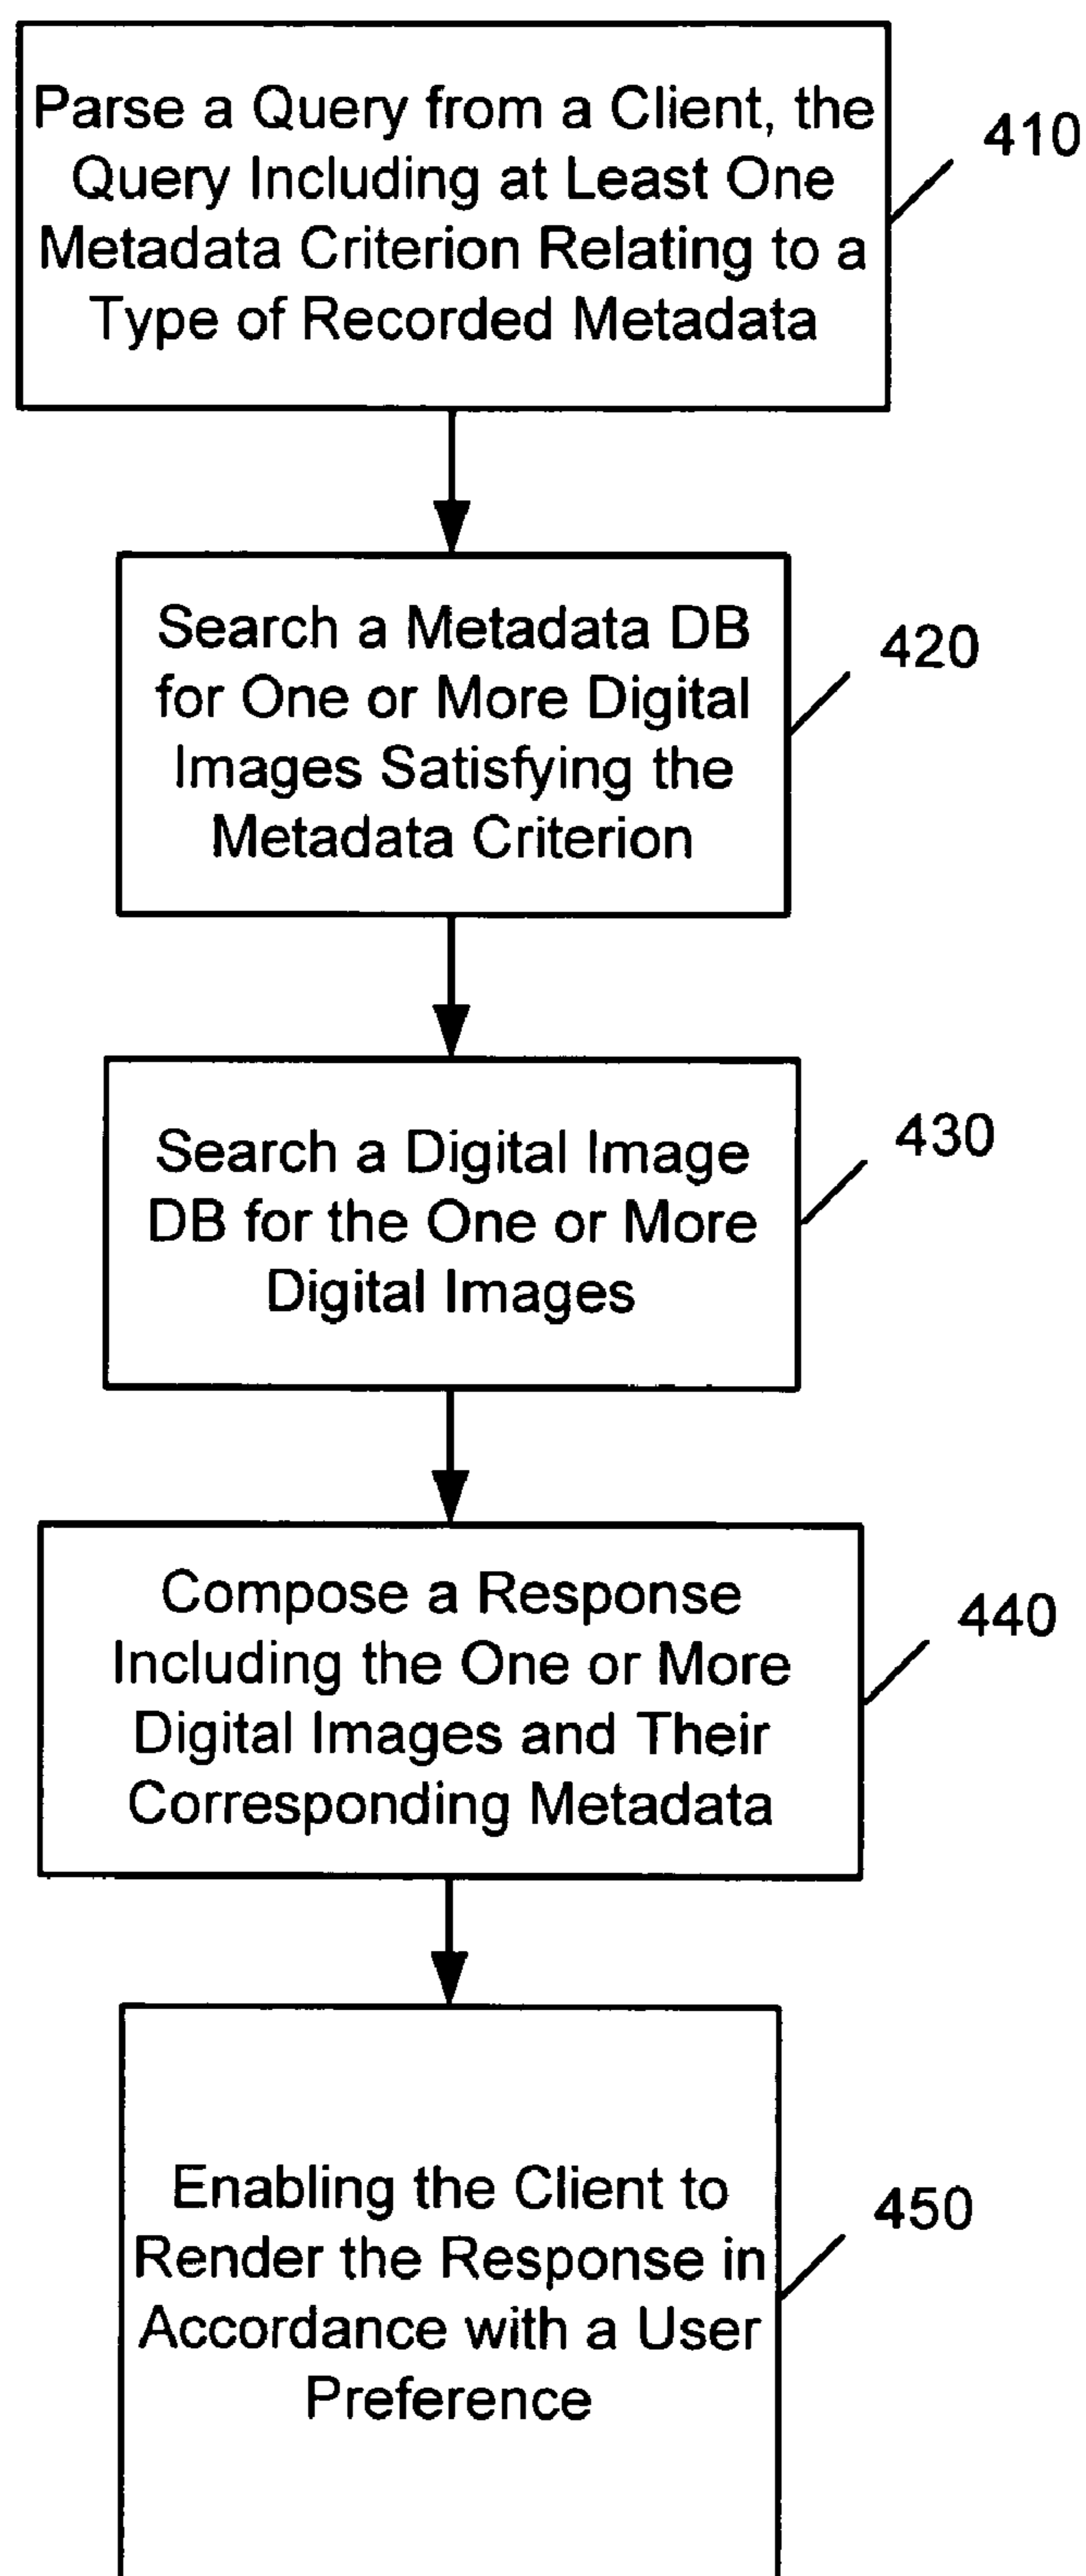 Parse a Query from a Client, the
Query Including at Least One
Metadata Criterion Relating to a
Type of Recorded Metadata
410
Search a Metadata DB
for One or More Digital
Images Satisfying the
Metadata Criterion
420
Search a Digital Image
DB for the One or More
Digital Images
430
Compose a Response
Including the One or More
Digital Images and Their
Corresponding Metadata
440
Enabling the Client to
Render the Response in
Accordance with a User
Preference
450